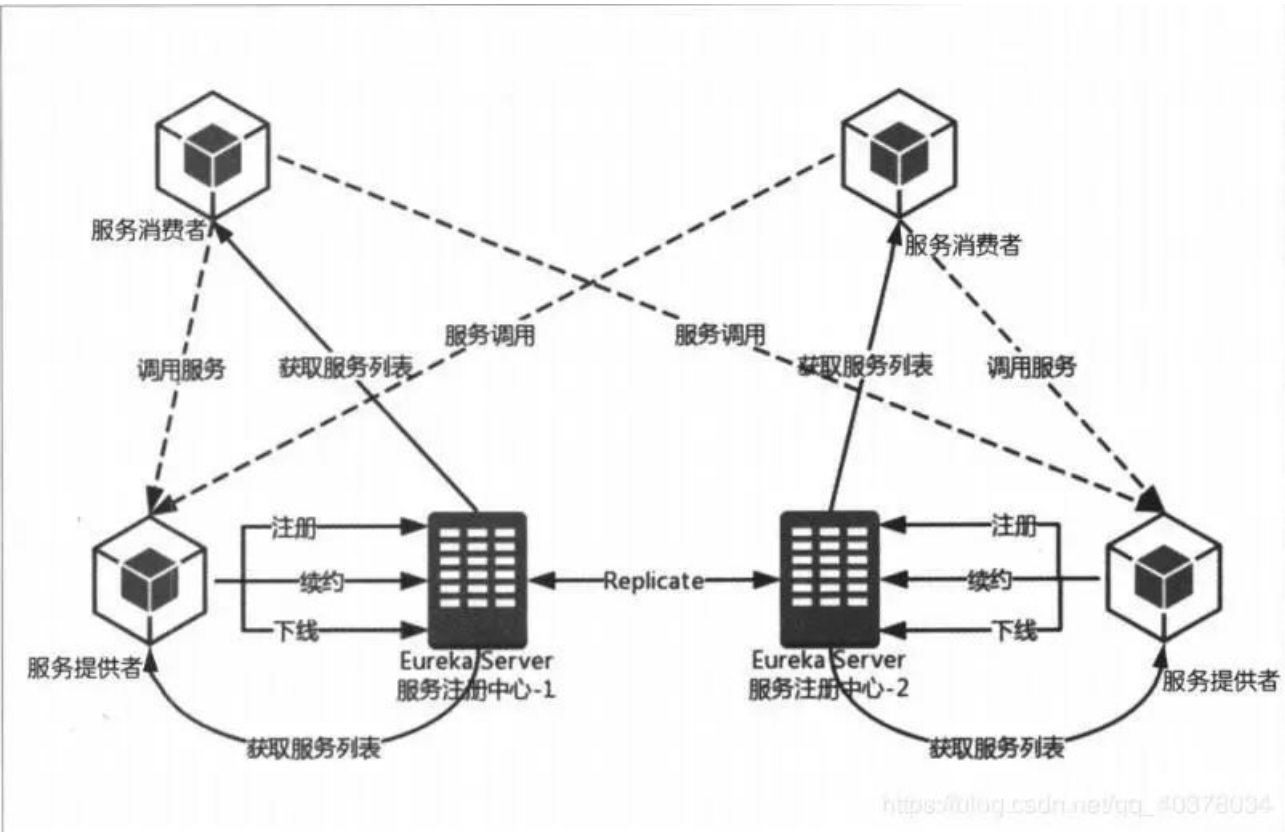 服务消费者
服务消费者
服务调用
服务调用
调用服务
获取服务列表
获取服务列表
调用服务
注册
注册
续约
Replicate
续约
下线
下线
服务提供者
Eureka Server
服务注册中心-1
Eureka Server
服务注册中心-2
服务提供者
获取服务列表
获取服务列表
https://blog.csdn.net/qq_40378034